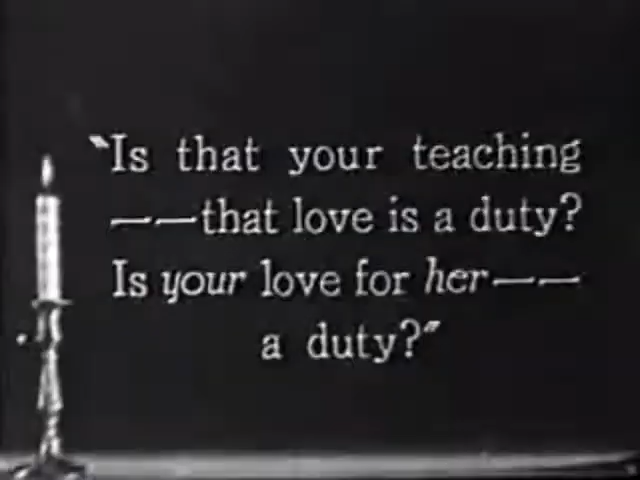 "Is that your teaching
——that love is a duty?
Is your love for her——
a duty?"